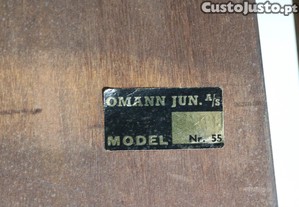 CustoJusto.pt
OMANN JUN. A/S
MODEL Nr. 55